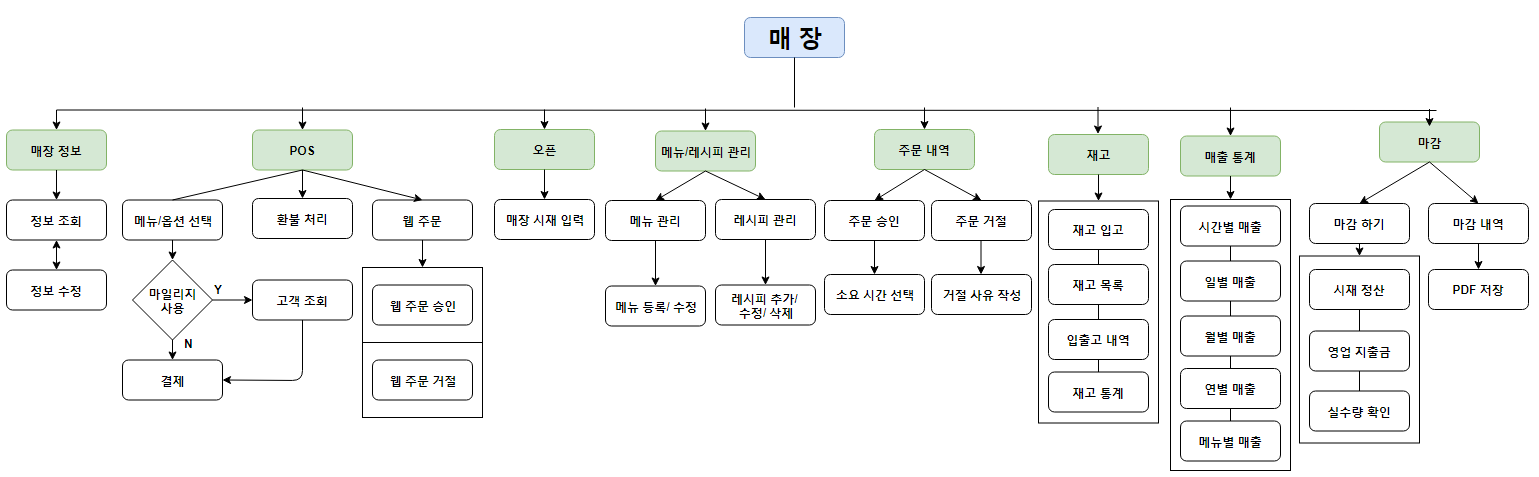 매 장
매장 정보
POS
오픈
메뉴/레시피 관리
주문 내역
재고
매출 통계
마감
정보 조회
메뉴/옵션 선택
환불 처리
웹 주문
매장 시재 입력
메뉴 관리
레시피 관리
주문 승인
주문 거절
재고 입고
시간별 매출
마감 하기
마감 내역
정보 수정
마일리지
사용
Y
고객 조회
웹 주문 승인
메뉴 등록/ 수정
레시피 추가/
수정/ 삭제
소요 시간 선택
거절 사유 작성
재고 목록
일별 매출
시재 정산
PDF 저장
N
입출고 내역
월별 매출
영업 지출금
결제
웹 주문 거절
재고 통계
연별 매출
실수량 확인
메뉴별 매출